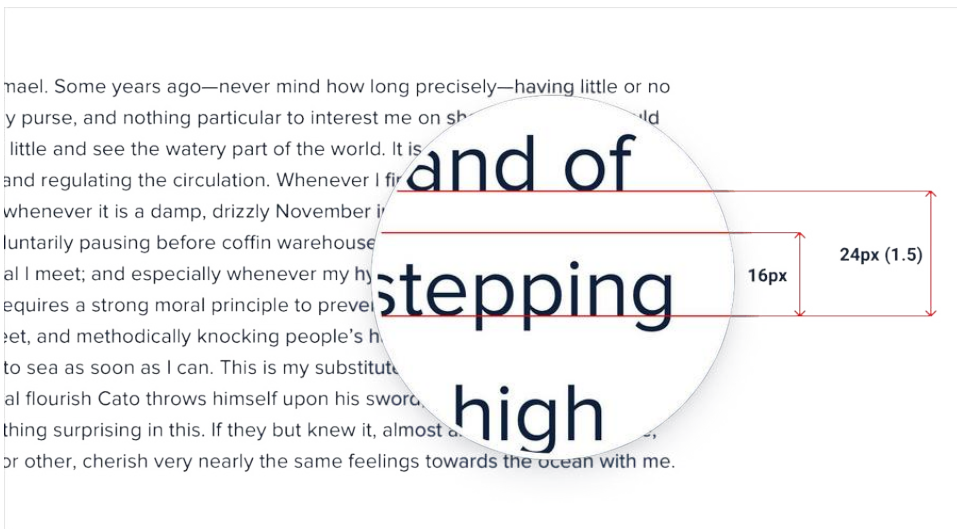 mael. Some years ago—never mind how long precisely—having little or no
y purse, and nothing particular to interest me on
little and see the watery part of the world. It is
and regulating the circulation. Whenever I
whenever it is a damp, drizzly November
luntarily pausing before coffin warehouse
al I meet; and especially whenever my hy
equires a strong moral principle to preve
eet, and methodically knocking people's
to sea as soon as I can. This is my substitute
al flourish Cato throws himself upon his sword,
thing surprising in this. If they but knew it, almost
or other, cherish very nearly the same feelings towards the ocean with me.
and of
stepping
high
16px
24px (1.5)